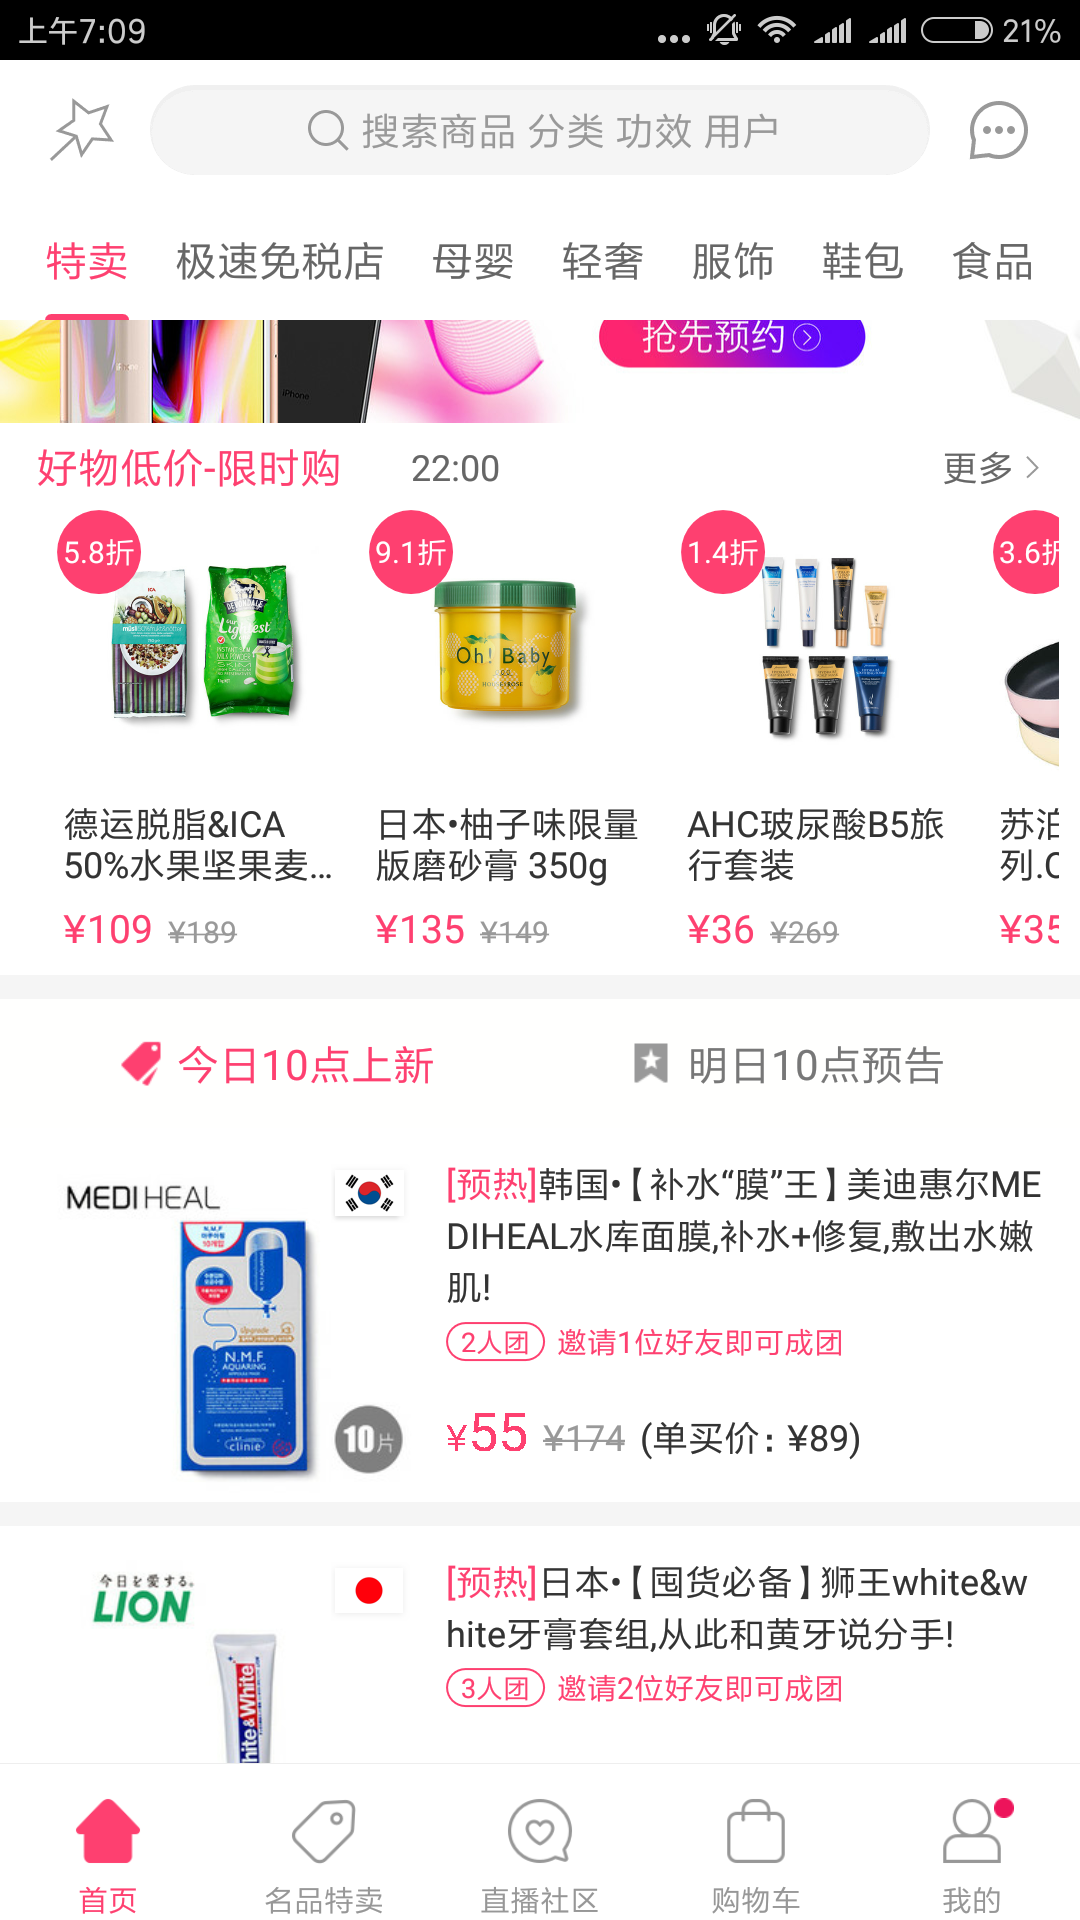 上午7:09
21%
搜索商品 分类 功效 用户
特卖 极速免税店 母婴 轻奢 服饰 鞋包 食品
抢先预约
iPhone
好物低价-限时购 22:00 更多
5.8折 9.1折 1.4折 3.6折
ICA
DEVONDALE
Lightest
Oh! Baby
HOUSE OF ROSE
德运脱脂&ICA 50%水果坚果麦...
¥109 ¥189
日本•柚子味限量版磨砂膏 350g
¥135 ¥149
AHC玻尿酸B5旅行套装
¥36 ¥269
苏泊
列.C
¥35
今日10点上新 明日10点预告
MEDIHEAL
N.M.F
AQUARING
clinie
10片
[预热]韩国•【补水“膜”王】美迪惠尔ME
DIHEAL水库面膜,补水+修复,敷出水嫩
肌!
2人团 邀请1位好友即可成团
¥55 ¥174 (单买价：¥89)
今日を愛する。
LION
White&White
[预热]日本•【囤货必备】狮王white&w
hite牙膏套组,从此和黄牙说分手!
3人团 邀请2位好友即可成团
首页 名品特卖 直播社区 购物车 我的